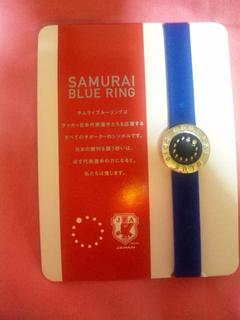 SAMURAI
BLUE RING
サムライブルーリングは
サッカー日本代表選手たちを応援する
すべてのサポーターのシンボルです。
日本の勝利を願う想いは、
必ず代表選手の力になると、
私たちは信じます。
JFA
JAPAN